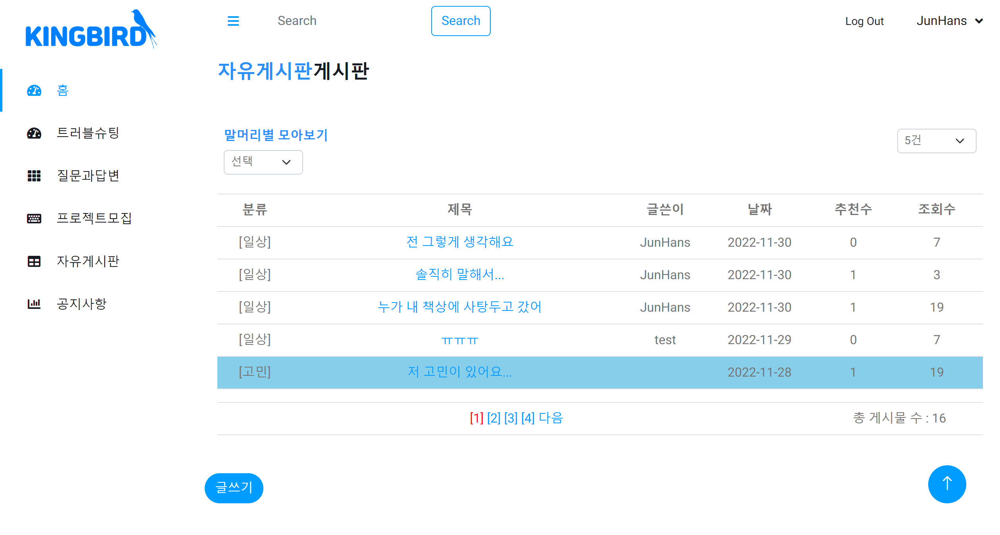 KINGBIRD
Search Search Log Out JunHans
자유게시판게시판
홈
트러블슈팅
질문과답변
프로젝트모집
자유게시판
공지사항
말머리별 모아보기
선택
5건
분류 제목 글쓴이 날짜 추천수 조회수
[일상] 전 그렇게 생각해요 JunHans 2022-11-30 0 7
[일상] 솔직히 말해서... JunHans 2022-11-30 1 3
[일상] 누가 내 책상에 사탕두고 갔어 JunHans 2022-11-30 1 19
[일상] ㅠㅠㅠ test 2022-11-29 0 7
[고민] 저 고민이 있어요... 2022-11-28 1 19
[1] [2] [3] [4] 다음 총 게시물 수 : 16
글쓰기